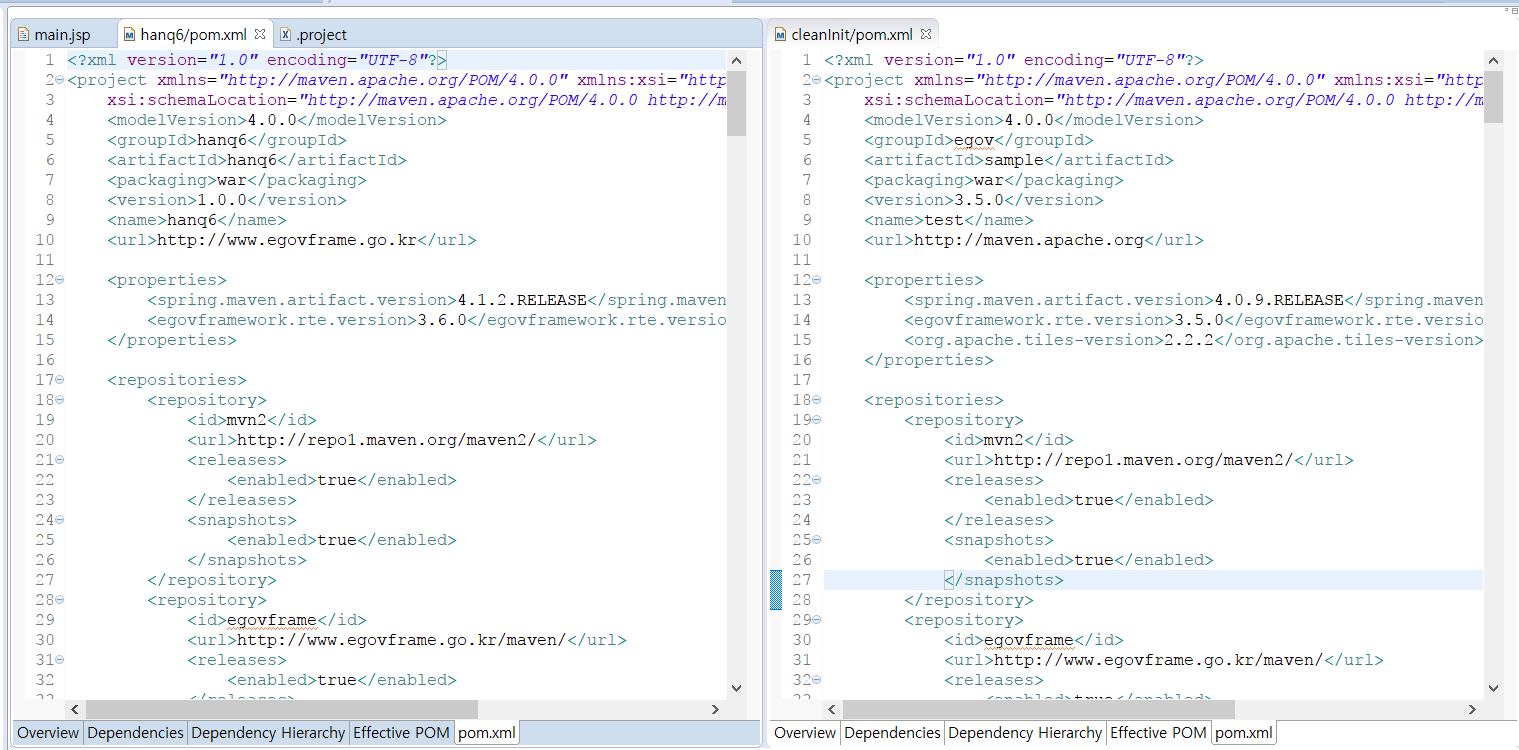 main.jsp
hanq6/pom.xml
.project
1 <?xml version="1.0" encoding="UTF-8"?>
2 <project xmlns="http://maven.apache.org/POM/4.0.0" xmlns:xsi="http
3 xsi:schemaLocation="http://maven.apache.org/POM/4.0.0 http://m
4 <modelVersion>4.0.0</modelVersion>
5 <groupId>hanq6</groupId>
6 <artifactId>hanq6</artifactId>
7 <packaging>war</packaging>
8 <version>1.0.0</version>
9 <name>hanq6</name>
10 <url>http://www.egovframe.go.kr</url>
11
12 <properties>
13 <spring.maven.artifact.version>4.1.2.RELEASE</spring.maven
14 <egovframework.rte.version>3.6.0</egovframework.rte.versio
15 </properties>
16
17 <repositories>
18 <repository>
19 <id>mvn2</id>
20 <url>http://repo1.maven.org/maven2/</url>
21 <releases>
22 <enabled>true</enabled>
23 </releases>
24 <snapshots>
25 <enabled>true</enabled>
26 </snapshots>
27 </repository>
28 <repository>
29 <id>egovframe</id>
30 <url>http://www.egovframe.go.kr/maven/</url>
31 <releases>
32 <enabled>true</enabled>
33 </releases>
Overview
Dependencies
Dependency Hierarchy
Effective POM
pom.xml
cleanInit/pom.xml
1 <?xml version="1.0" encoding="UTF-8"?>
2 <project xmlns="http://maven.apache.org/POM/4.0.0" xmlns:xsi="http
3 xsi:schemaLocation="http://maven.apache.org/POM/4.0.0 http://m
4 <modelVersion>4.0.0</modelVersion>
5 <groupId>egov</groupId>
6 <artifactId>sample</artifactId>
7 <packaging>war</packaging>
8 <version>3.5.0</version>
9 <name>test</name>
10 <url>http://maven.apache.org</url>
11
12 <properties>
13 <spring.maven.artifact.version>4.0.9.RELEASE</spring.maven
14 <egovframework.rte.version>3.5.0</egovframework.rte.versio
15 <org.apache.tiles-version>2.2.2</org.apache.tiles-version>
16 </properties>
17
18 <repositories>
19 <repository>
20 <id>mvn2</id>
21 <url>http://repo1.maven.org/maven2/</url>
22 <releases>
23 <enabled>true</enabled>
24 </releases>
25 <snapshots>
26 <enabled>true</enabled>
27 </snapshots>
28 </repository>
29 <repository>
30 <id>egovframe</id>
31 <url>http://www.egovframe.go.kr/maven/</url>
32 <releases>
33 <enabled>true</enabled>
Overview
Dependencies
Dependency Hierarchy
Effective POM
pom.xml